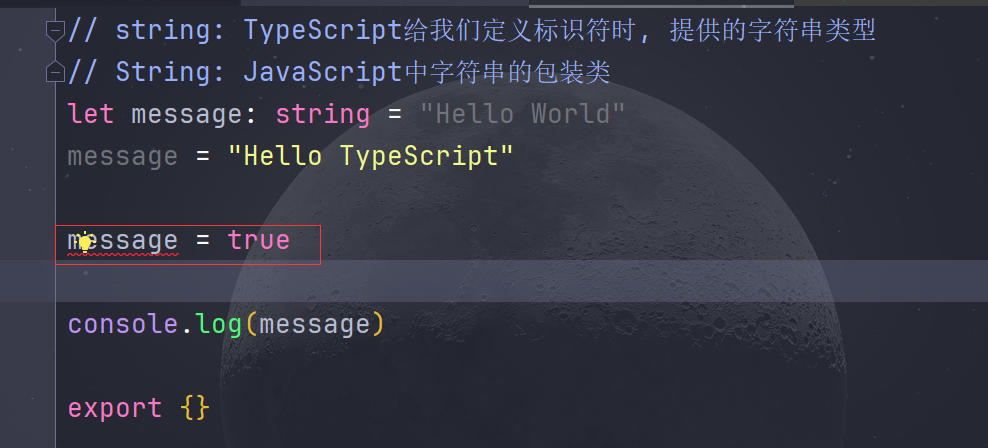 // string: TypeScript给我们定义标识符时, 提供的字符串类型
// String: JavaScript中字符串的包装类
let message: string = "Hello World"
message = "Hello TypeScript"
message = true
console.log(message)
export {}